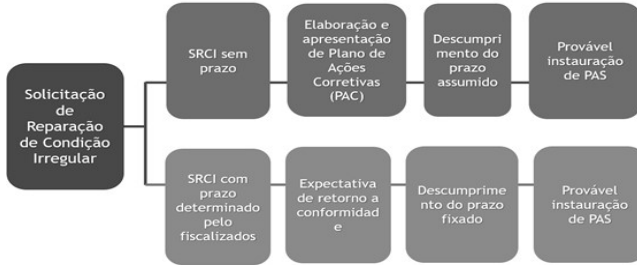 Solicitação
de
Reparação
de Condição
Irregular
SRCI sem
prazo
Elaboração e
apresentação
de Plano de
Ações
Corretivas
(PAC)
Descumpri
mento do
prazo
assumido
Provável
instauração
de PAS
SRCI com
prazo
determinado
pelo
fiscalizados
Expectativa
de retorno a
conformidad
e
Descumprime
nto do prazo
fixado
Provável
instauração
de PAS